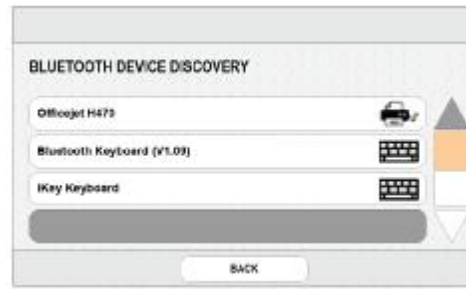 BLUETOOTH DEVICE DISCOVERY
Officejet H470
Bluetooth Keyboard (V1.09)
iKey Keyboard
BACK